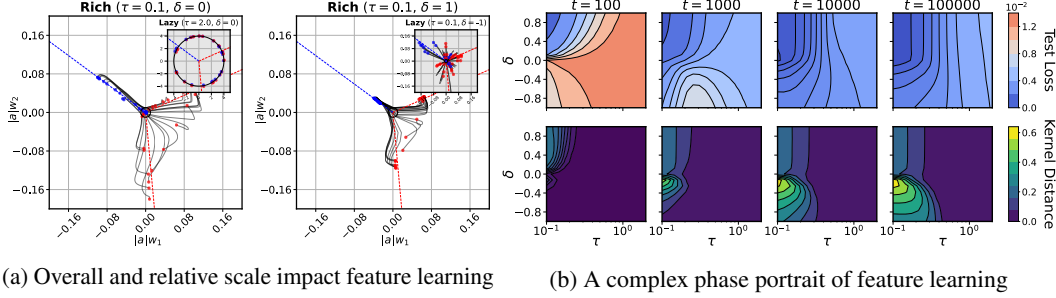 Rich (τ = 0.1, δ = 0)
Lazy (τ = 2.0, δ = 0)
0.16
0.08
0.00
−0.08
−0.16
|a|w2
−0.16
−0.08
0.00
0.08
0.16
|a|w1
Rich (τ = 0.1, δ = 1)
Lazy (τ = 0.1, δ = −1)
0.16
0.08
0.00
−0.08
−0.16
|a|w2
−0.16
−0.08
0.00
0.08
0.16
|a|w1
(a) Overall and relative scale impact feature learning
t = 100
t = 1000
t = 10000
t = 100000
0.8
0.4
0.0
−0.4
−0.8
δ
×10⁻²
1.2
0.9
0.6
0.3
0.0
Test Loss
0.8
0.4
0.0
−0.4
−0.8
δ
10⁻¹ 10⁰
τ
10⁻¹ 10⁰
τ
10⁻¹ 10⁰
τ
10⁻¹ 10⁰
τ
0.6
0.4
0.2
0.0
Kernel Distance
(b) A complex phase portrait of feature learning